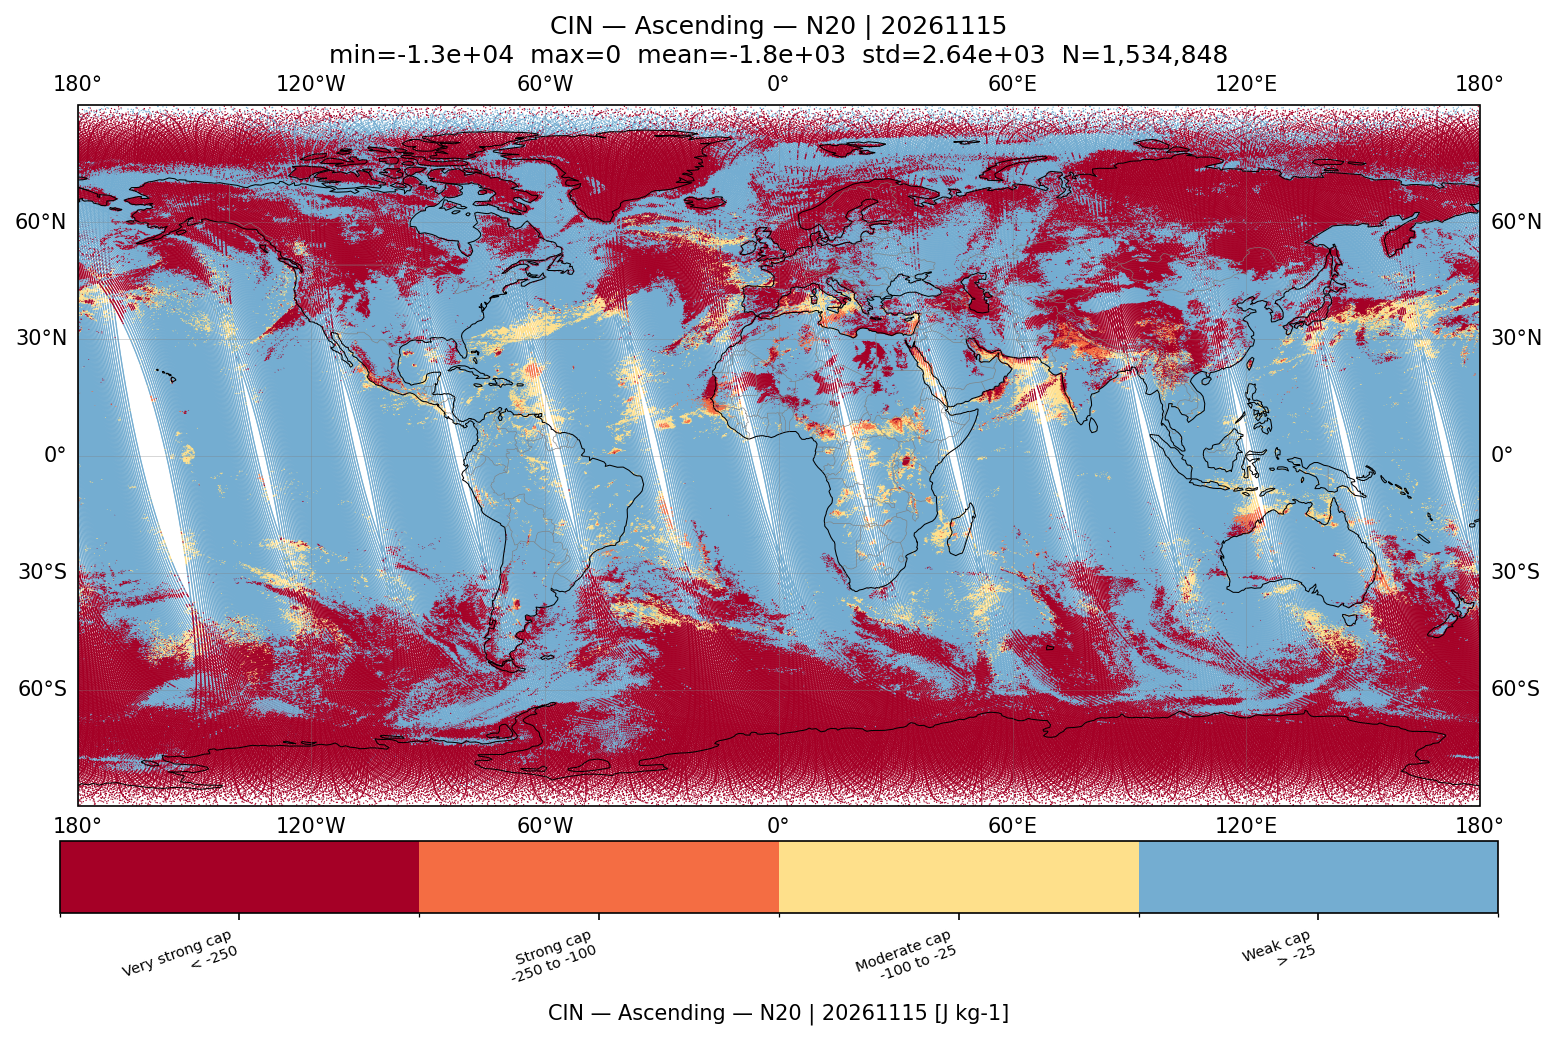 CIN — Ascending — N20 | 20261115
min=-1.3e+04  max=0  mean=-1.8e+03  std=2.64e+03  N=1,534,848
180°  120°W  60°W  0°  60°E  120°E  180°
60°N  60°N
30°N  30°N
0°  0°
30°S  30°S
60°S  60°S
180°  120°W  60°W  0°  60°E  120°E  180°
Very strong cap
< -250
Strong cap
-250 to -100
Moderate cap
-100 to -25
Weak cap
> -25
CIN — Ascending — N20 | 20261115 [J kg-1]